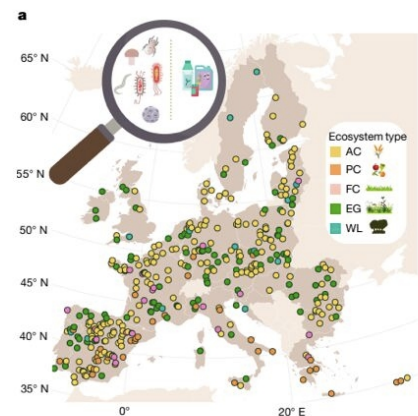 a
65° N
60° N
55° N
50° N
45° N
40° N
35° N
0°
20° E
Ecosystem type
AC
PC
FC
EG
WL